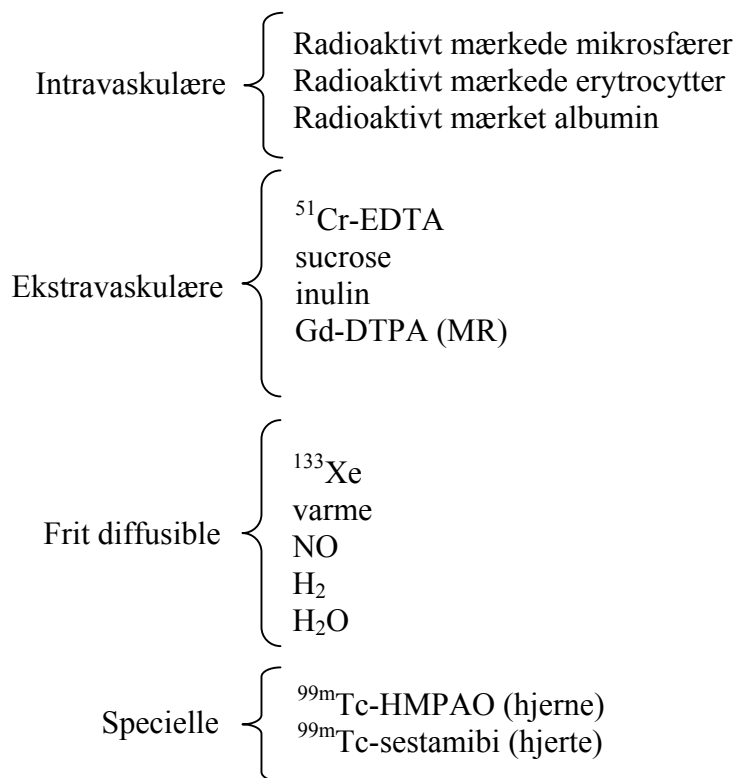 Intravaskulære
Radioaktivt mærkede mikrosfærer
Radioaktivt mærkede erytrocytter
Radioaktivt mærket albumin
Ekstravaskulære
⁵¹Cr-EDTA
sucrose
inulin
Gd-DTPA (MR)
Frit diffusible
¹³³Xe
varme
NO
H₂
H₂O
Specielle
⁹⁹ᵐTc-HMPAO (hjerne)
⁹⁹ᵐTc-sestamibi (hjerte)